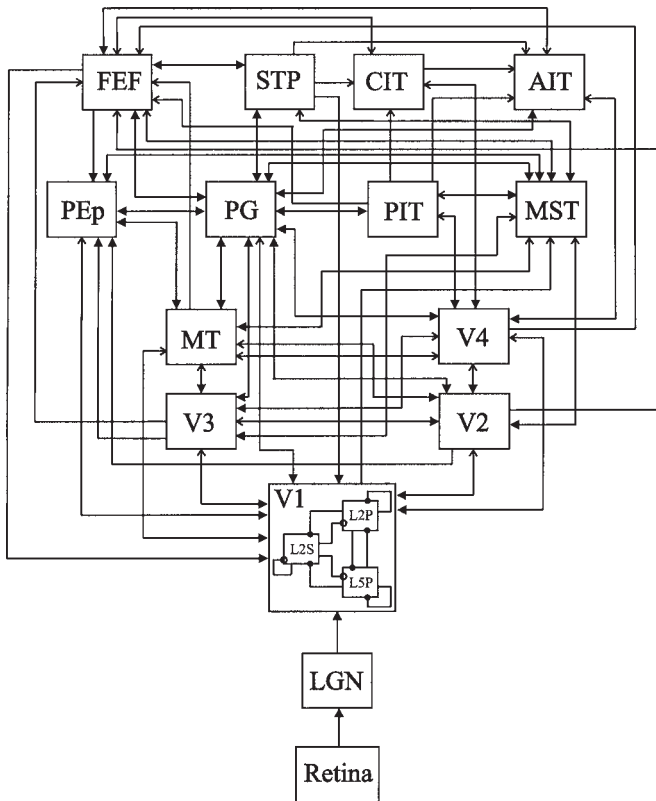 FEF
STP
CIT
AIT
PEp
PG
PIT
MST
MT
V4
V3
V2
V1
L2P
L2S
L5P
LGN
Retina